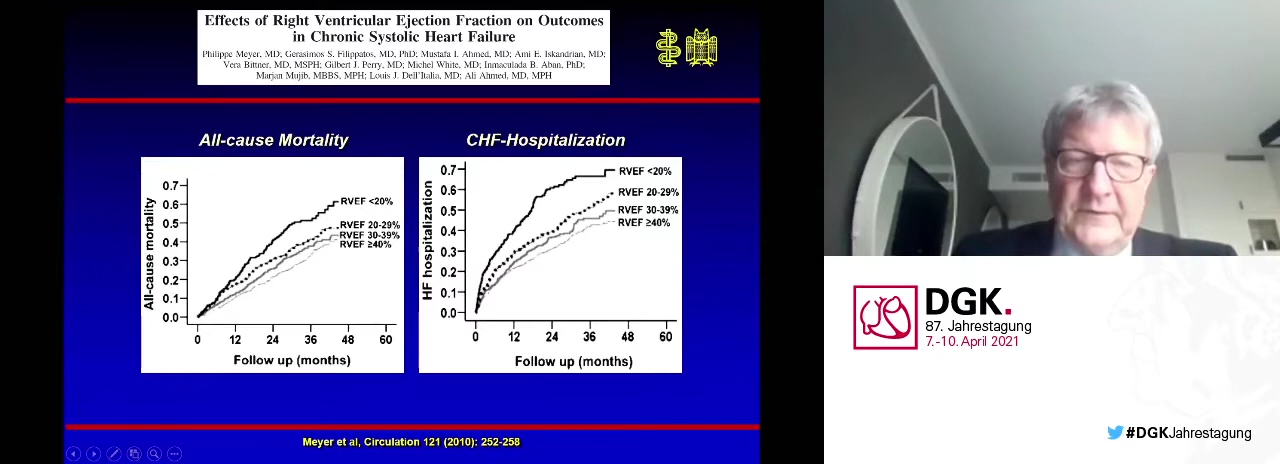 Effects of Right Ventricular Ejection Fraction on Outcomes
in Chronic Systolic Heart Failure
Philippe Meyer, MD; Gerasimos S. Filippatos, MD, PhD; Mustafa I. Ahmed, MD; Ami E. Iskandrian, MD;
Vera Bittner, MD, MSPH; Gilbert J. Perry, MD; Michel White, MD; Inmaculada B. Aban, PhD;
Marjan Mujib, MBBS, MPH; Louis J. Dell'Italia, MD; Ali Ahmed, MD, MPH
All-cause Mortality
All-cause mortality
0.7
0.6
0.5
0.4
0.3
0.2
0.1
0.0
RVEF <20%
RVEF 20-29%
RVEF 30-39%
RVEF ≥40%
0 12 24 36 48 60
Follow up (months)
CHF-Hospitalization
HF hospitalization
0.7
0.6
0.5
0.4
0.3
0.2
0.1
0.0
RVEF <20%
RVEF 20-29%
RVEF 30-39%
RVEF ≥40%
0 12 24 36 48 60
Follow up (months)
Meyer et al, Circulation 121 (2010): 252-258
DGK.
87. Jahrestagung
7.-10. April 2021
#DGKJahrestagung